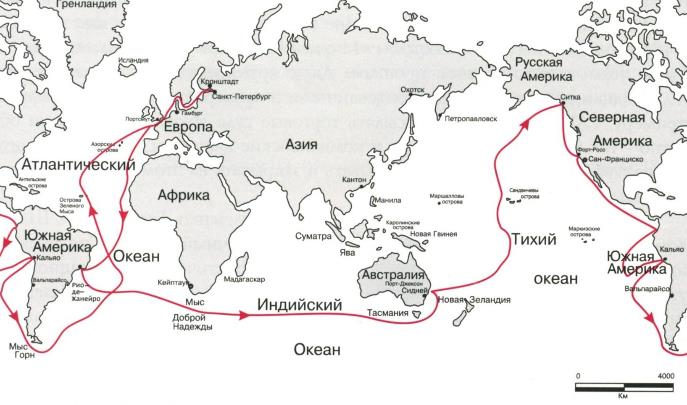 Гренландия
Исландия
Кронштадт
Санкт-Петербург
Портсмут
Гамбург
Европа
Азорские
острова
Атлантический
Антильские
острова
Острова
Зеленого
Мыса
Африка
Азия
Охотск
Петропавловск
Кантон
Манила
Маршалловы
острова
Каролинские
острова
Новая Гвинея
Суматра
Ява
Русская
Америка
Ситка
Северная
Америка
Форт-Росс
Сан-Франциско
Сандвичевы
острова
Маркизские
острова
Тихий
океан
Южная
Америка
Кальяо
Вальпарайсо
Рио-
де-
Жанейро
Океан
Мыс
Горн
Кейптаун
Мадагаскар
Мыс
Доброй
Надежды
Индийский
Океан
Австралия
Порт-Джексон
Сидней
Тасмания
Новая Зеландия
Южная
Америка
Кальяо
Вальпарайсо
0 4000
Км